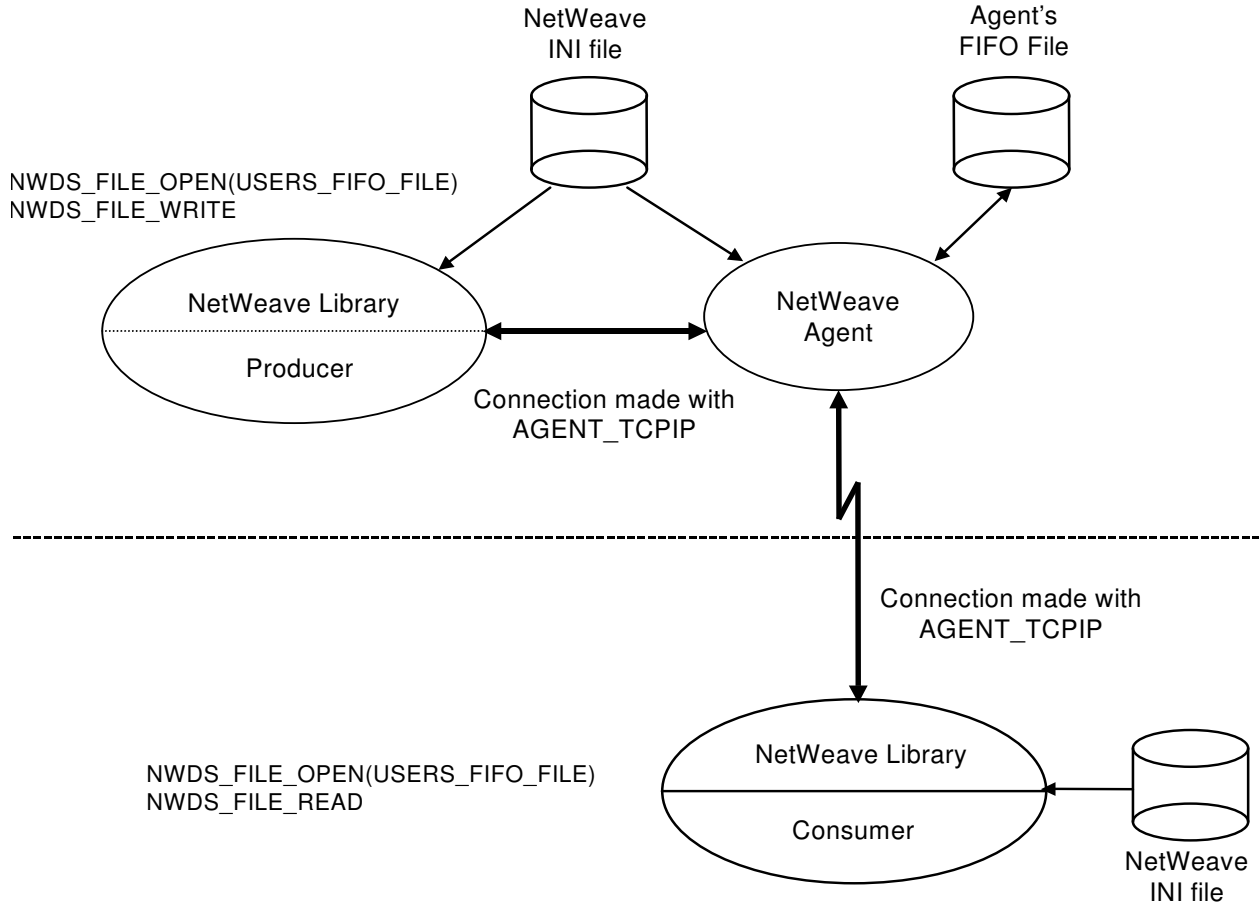 NetWeave
INI file
Agent's
FIFO File
NWDS_FILE_OPEN(USERS_FIFO_FILE)
NWDS_FILE_WRITE
NetWeave Library
Producer
NetWeave
Agent
Connection made with
AGENT_TCPIP
Connection made with
AGENT_TCPIP
NWDS_FILE_OPEN(USERS_FIFO_FILE)
NWDS_FILE_READ
NetWeave Library
Consumer
NetWeave
INI file